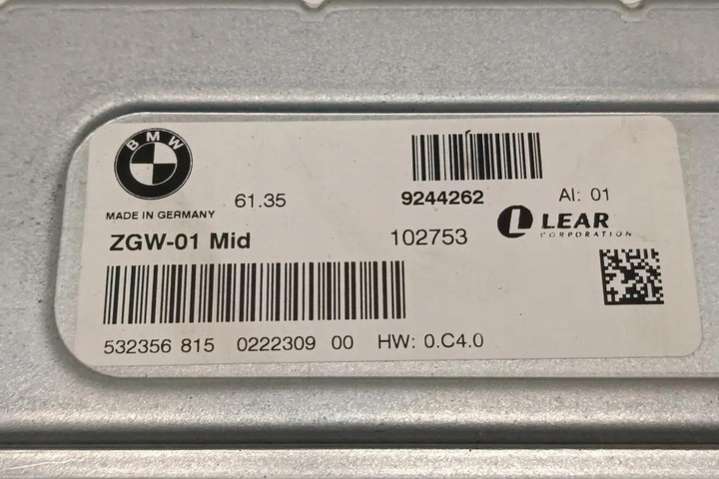 BMW
MADE IN GERMANY
61.35
9244262
AI: 01
ZGW-01 Mid
102753
LEAR
CORPORATION
532356 815 0222309 00 HW: 0.C4.0